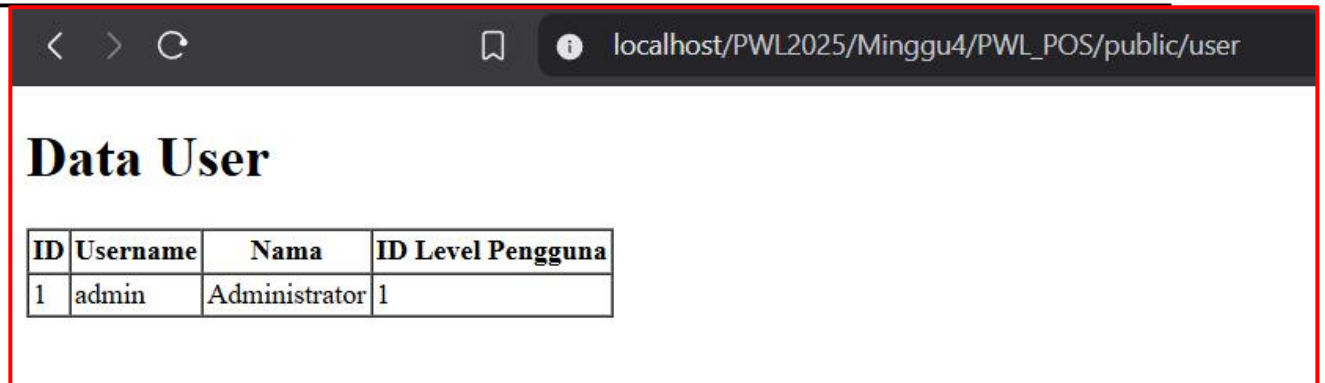 localhost/PWL2025/Minggu4/PWL_POS/public/user
Data User
ID Username Nama ID Level Pengguna
1 admin Administrator 1